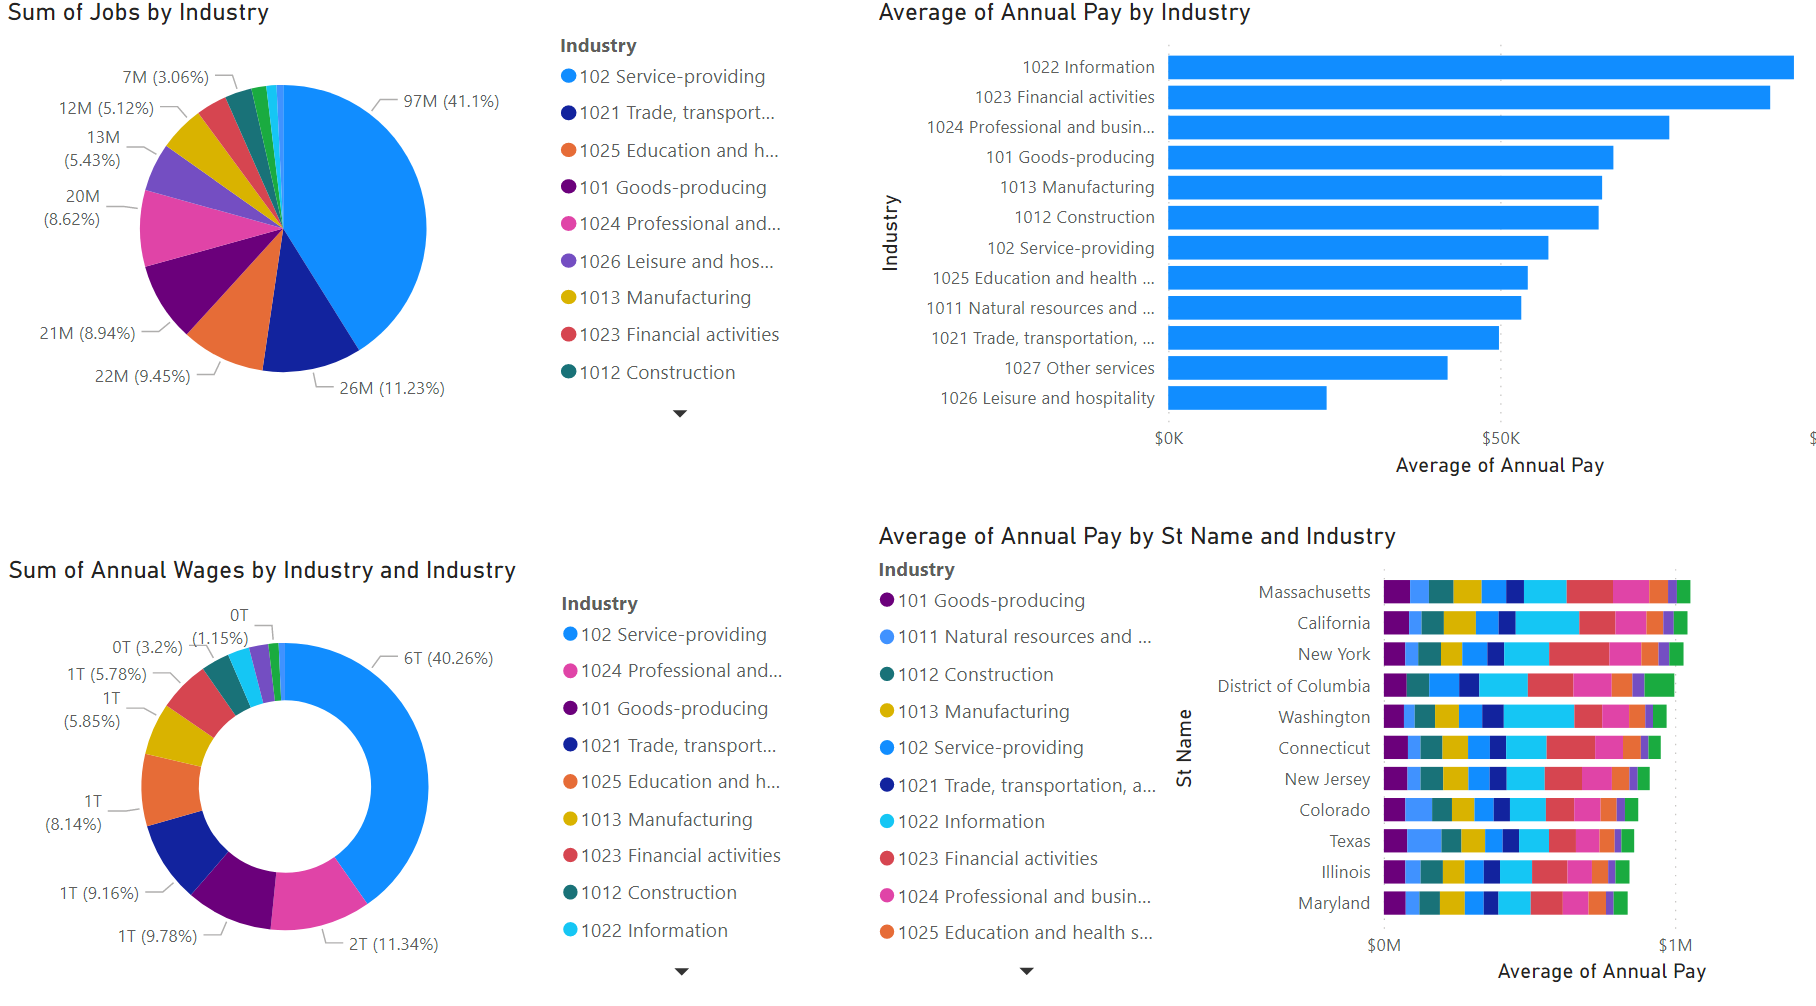 Sum of Jobs by Industry
7M (3.06%)
12M (5.12%)
13M
(5.43%)
20M
(8.62%)
21M (8.94%)
22M (9.45%)
26M (11.23%)
97M (41.1%)
Industry
102 Service-providing
1021 Trade, transport...
1025 Education and h...
101 Goods-producing
1024 Professional and...
1026 Leisure and hos...
1013 Manufacturing
1023 Financial activities
1012 Construction
Average of Annual Pay by Industry
Industry
1022 Information
1023 Financial activities
1024 Professional and busin...
101 Goods-producing
1013 Manufacturing
1012 Construction
102 Service-providing
1025 Education and health ...
1011 Natural resources and ...
1021 Trade, transportation, ...
1027 Other services
1026 Leisure and hospitality
$0K
$50K
Average of Annual Pay
Sum of Annual Wages by Industry and Industry
0T
(1.15%)
0T (3.2%)
1T (5.78%)
1T
(5.85%)
1T
(8.14%)
1T (9.16%)
1T (9.78%)
2T (11.34%)
6T (40.26%)
Industry
102 Service-providing
1024 Professional and...
101 Goods-producing
1021 Trade, transport...
1025 Education and h...
1013 Manufacturing
1023 Financial activities
1012 Construction
1022 Information
Average of Annual Pay by St Name and Industry
Industry
101 Goods-producing
1011 Natural resources and ...
1012 Construction
1013 Manufacturing
102 Service-providing
1021 Trade, transportation, a...
1022 Information
1023 Financial activities
1024 Professional and busin...
1025 Education and health s...
St Name
Massachusetts
California
New York
District of Columbia
Washington
Connecticut
New Jersey
Colorado
Texas
Illinois
Maryland
$0M
$1M
Average of Annual Pay